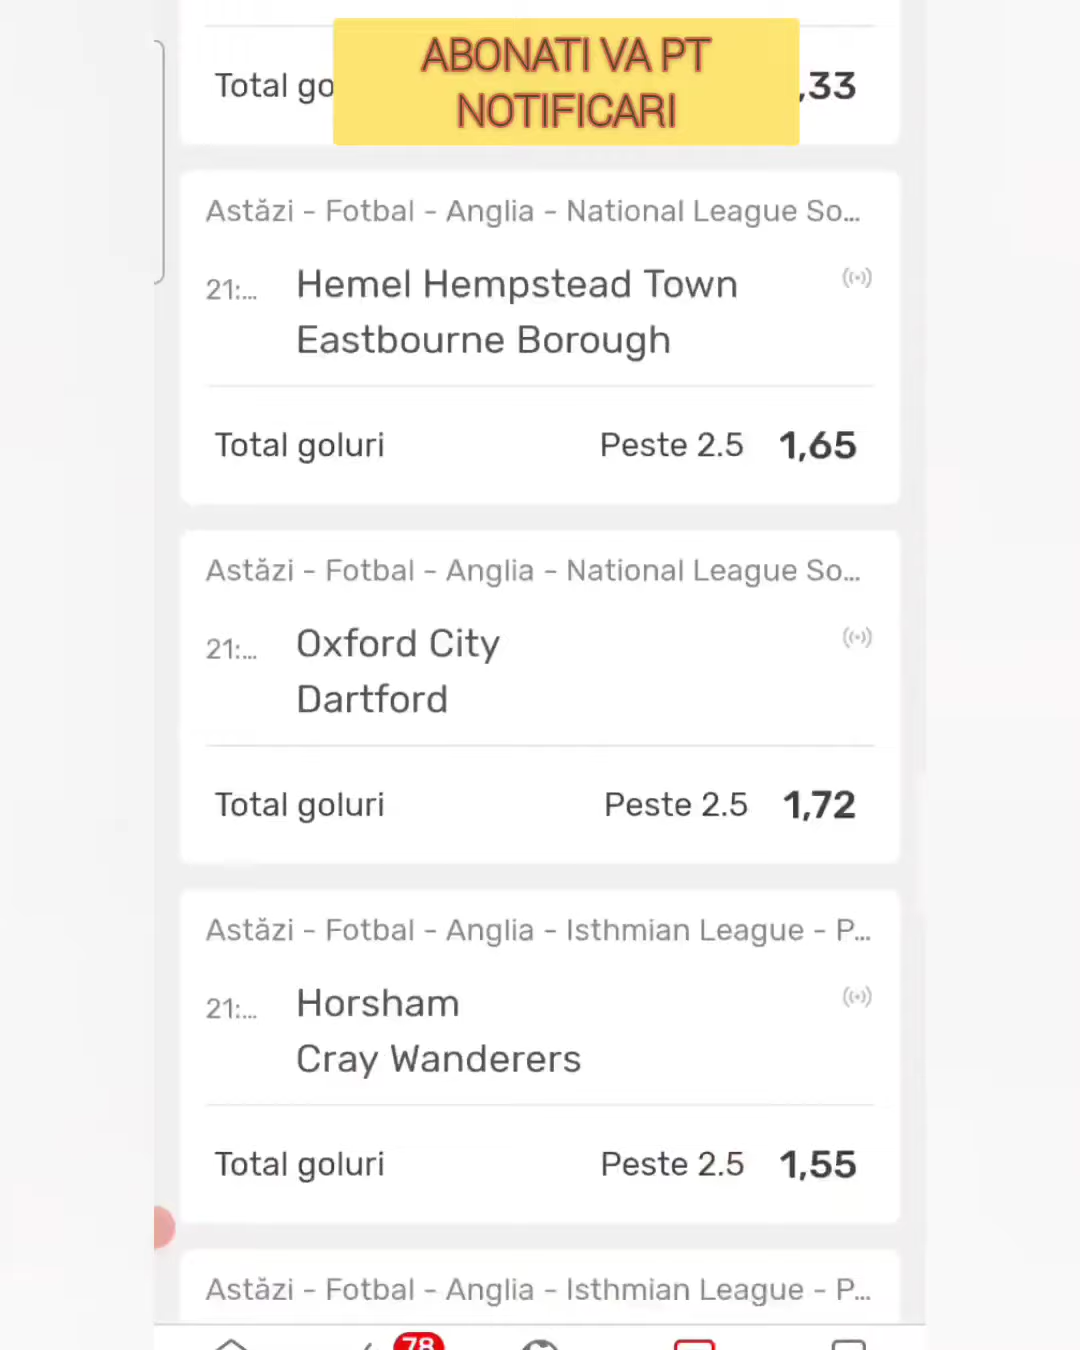 ABONATI VA PT
NOTIFICARI
Total go ,33
Astăzi - Fotbal - Anglia - National League So...
21:... Hemel Hempstead Town
Eastbourne Borough
Total goluri Peste 2.5 1,65
Astăzi - Fotbal - Anglia - National League So...
21:... Oxford City
Dartford
Total goluri Peste 2.5 1,72
Astăzi - Fotbal - Anglia - Isthmian League - P...
21:... Horsham
Cray Wanderers
Total goluri Peste 2.5 1,55
Astăzi - Fotbal - Anglia - Isthmian League - P...
78